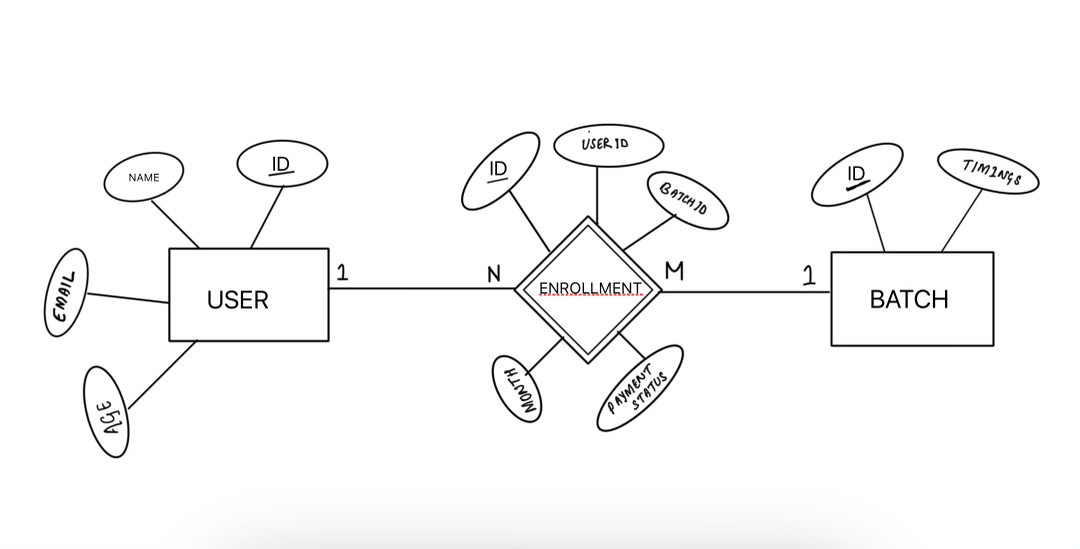 NAME
ID
EMAIL
AGE
USER
1
N
ID
USER ID
BATCH ID
ENROLLMENT
MONTH
PAYMENT
STATUS
M
1
ID
TIMINGS
BATCH